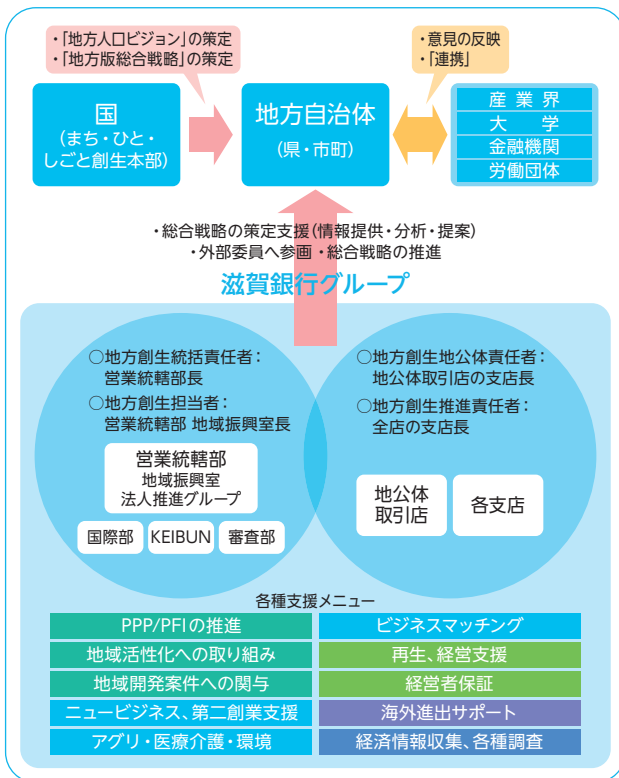 ・「地方人口ビジョン」の策定
・「地方版総合戦略」の策定
・意見の反映
・「連携」
国
(まち・ひと・
しごと創生本部)
地方自治体
(県・市町)
産業界
大学
金融機関
労働団体
・総合戦略の策定支援(情報提供・分析・提案)
・外部委員へ参画 ・総合戦略の推進
滋賀銀行グループ
○地方創生統括責任者：
営業統轄部長
○地方創生担当者：
営業統轄部 地域振興室長
営業統轄部
地域振興室
法人推進グループ
国際部
KEIBUN
審査部
○地方創生地公体責任者：
地公体取引店の支店長
○地方創生推進責任者：
全店の支店長
地公体
取引店
各支店
各種支援メニュー
PPP/PFIの推進
ビジネスマッチング
地域活性化への取り組み
再生、経営支援
地域開発案件への関与
経営者保証
ニュービジネス、第二創業支援
海外進出サポート
アグリ・医療介護・環境
経済情報収集、各種調査